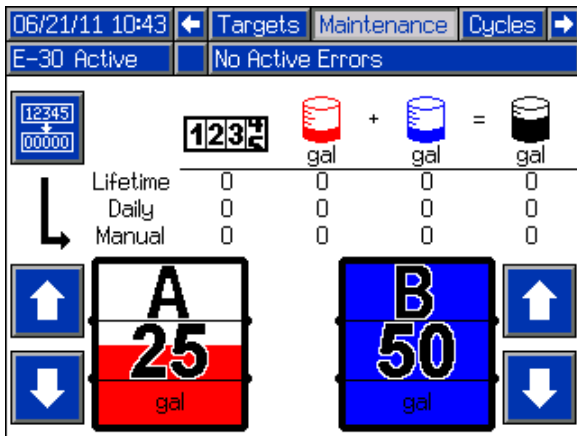 06/21/11 10:43 Targets Maintenance Cycles
E-30 Active No Active Errors
12345
00000
123 + =
gal gal gal
Lifetime 0 0 0 0
Daily 0 0 0 0
Manual 0 0 0 0
A B
25 50
gal gal